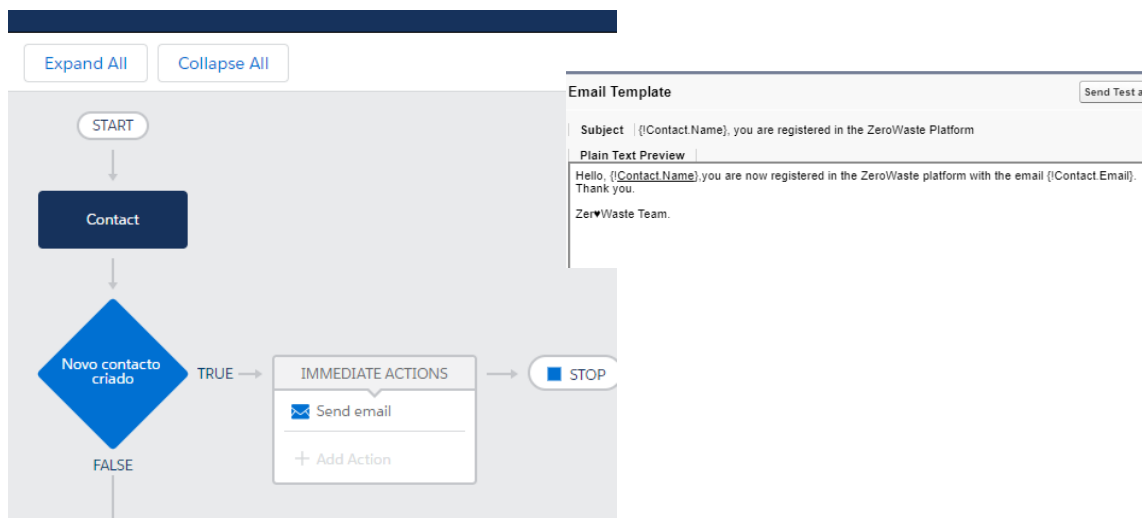 Expand All
Collapse All
START
Contact
Novo contacto
criado
TRUE
FALSE
IMMEDIATE ACTIONS
Send email
+ Add Action
STOP
Email Template
Send Test a
Subject {!Contact.Name}, you are registered in the ZeroWaste Platform
Plain Text Preview
Hello, {!Contact.Name},you are now registered in the ZeroWaste platform with the email {!Contact.Email}.
Thank you.
Zer♥Waste Team.